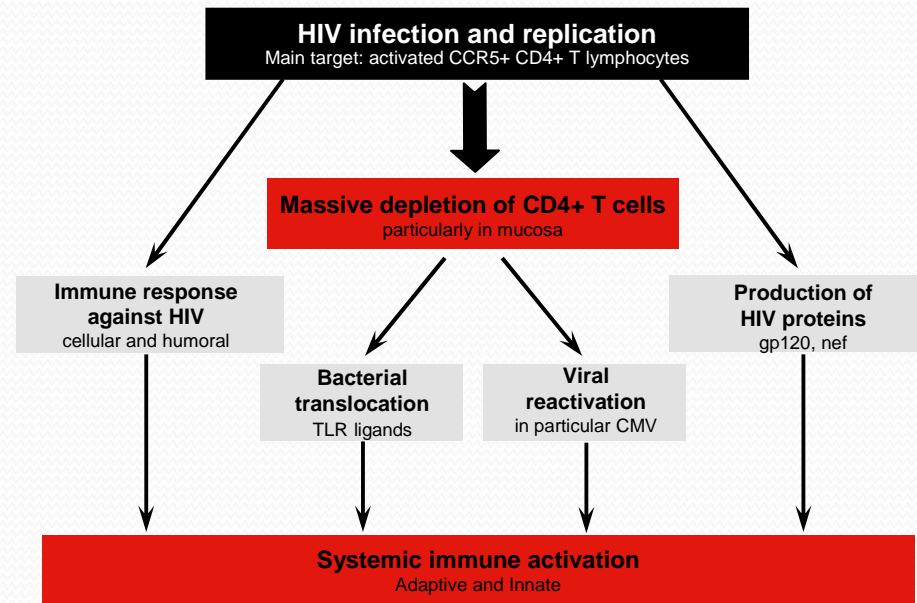 HIV infection and replication
Main target: activated CCR5+ CD4+ T lymphocytes
Massive depletion of CD4+ T cells
particularly in mucosa
Immune response
against HIV
cellular and humoral
Bacterial
translocation
TLR ligands
Viral
reactivation
in particular CMV
Production of
HIV proteins
gp120, nef
Systemic immune activation
Adaptive and Innate